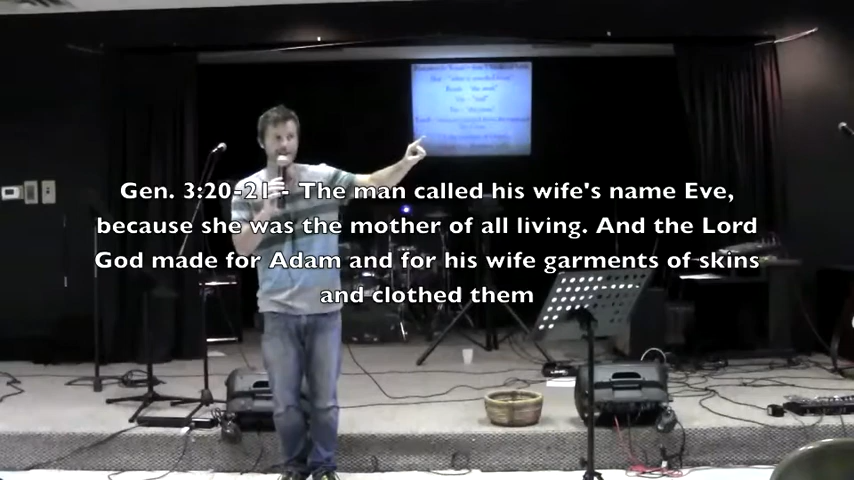 Gen. 3:20-21 - The man called his wife's name Eve,
because she was the mother of all living. And the Lord
God made for Adam and for his wife garments of skins
and clothed them